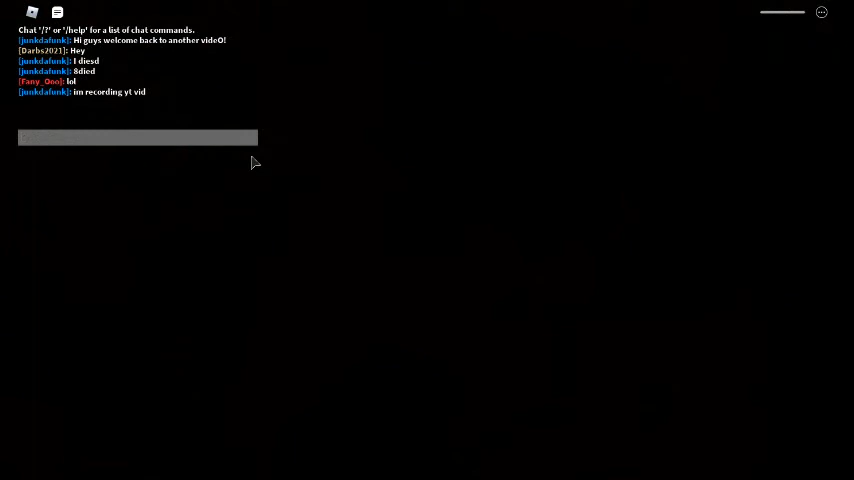 Chat '/?' or '/help' for a list of chat commands.
[junkdafunk]: Hi guys welcome back to another videO!
[Darbs2021]: Hey
[junkdafunk]: I diesd
[junkdafunk]: 8died
[Fany_Ooo]: lol
[junkdafunk]: im recording yt vid